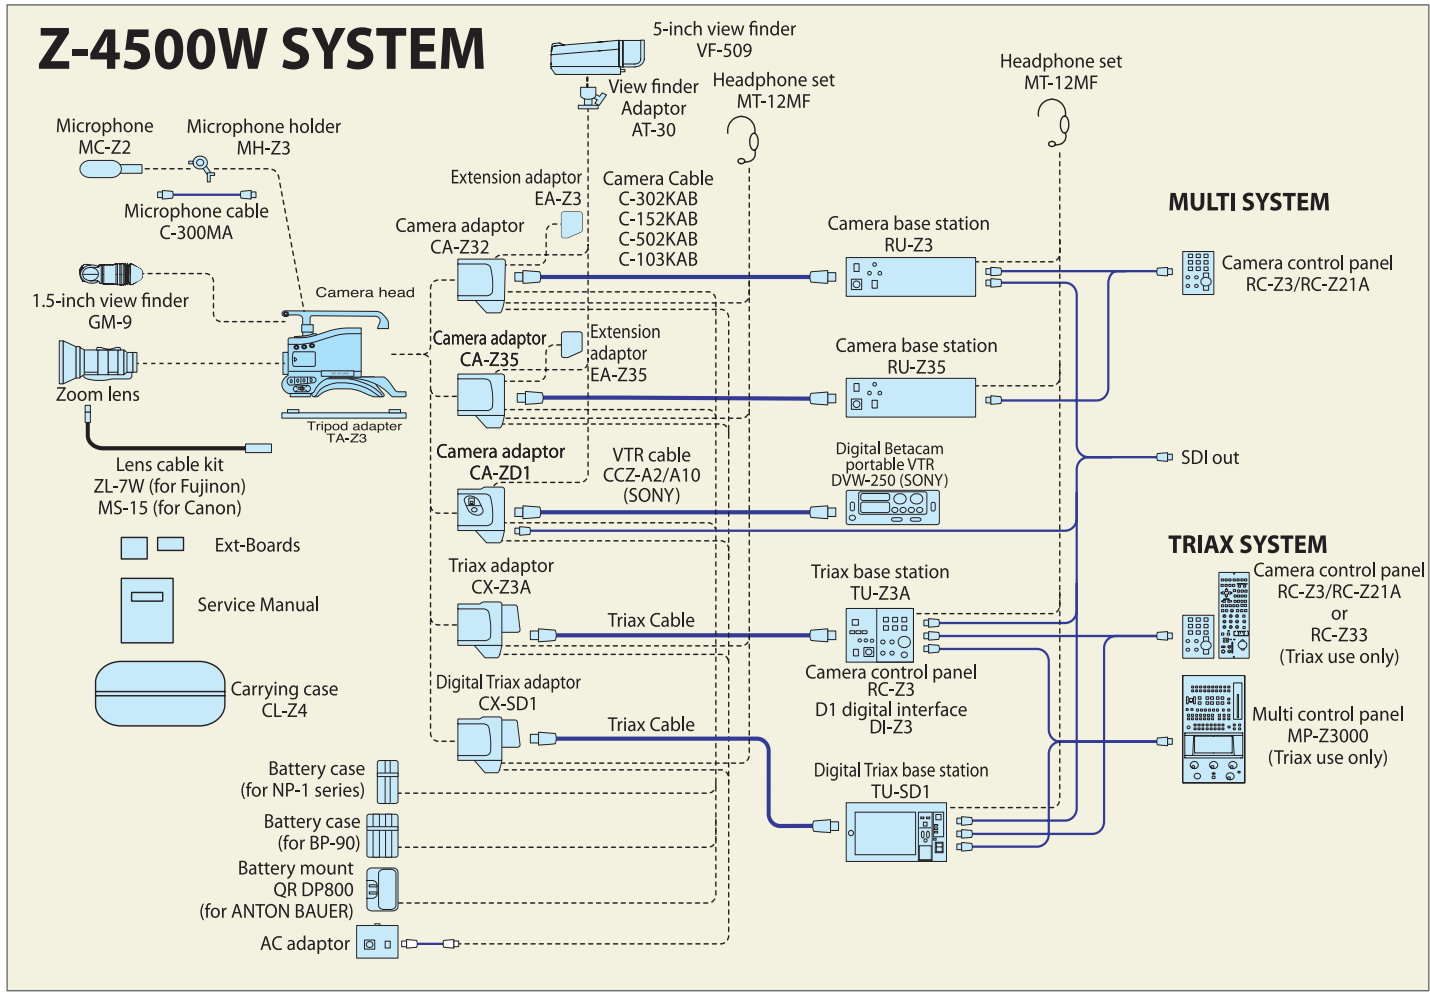 Z-4500W SYSTEM
5-inch view finder
VF-509
View finder
Adaptor
AT-30
Headphone set
MT-12MF
Headphone set
MT-12MF
Microphone
MC-Z2
Microphone holder
MH-Z3
Microphone cable
C-300MA
Extension adaptor
EA-Z3
Camera Cable
C-302KAB
C-152KAB
C-502KAB
C-103KAB
Camera adaptor
CA-Z32
Camera base station
RU-Z3
MULTI SYSTEM
Camera control panel
RC-Z3/RC-Z21A
1.5-inch view finder
GM-9
Camera head
Camera adaptor
CA-Z35
Extension
adaptor
EA-Z35
Camera base station
RU-Z35
Zoom lens
Tripod adapter
TA-Z3
Lens cable kit
ZL-7W (for Fujinon)
MS-15 (for Canon)
Camera adaptor
CA-ZD1
VTR cable
CCZ-A2/A10
(SONY)
Digital Betacam
portable VTR
DVW-250 (SONY)
SDI out
Ext-Boards
Service Manual
Carrying case
CL-Z4
Triax adaptor
CX-Z3A
Triax Cable
Triax base station
TU-Z3A
TRIAX SYSTEM
Camera control panel
RC-Z3/RC-Z21A
or
RC-Z33
(Triax use only)
Camera control panel
RC-Z3
D1 digital interface
DI-Z3
Digital Triax adaptor
CX-SD1
Triax Cable
Multi control panel
MP-Z3000
(Triax use only)
Digital Triax base station
TU-SD1
Battery case
(for NP-1 series)
Battery case
(for BP-90)
Battery mount
QR DP800
(for ANTON BAUER)
AC adaptor